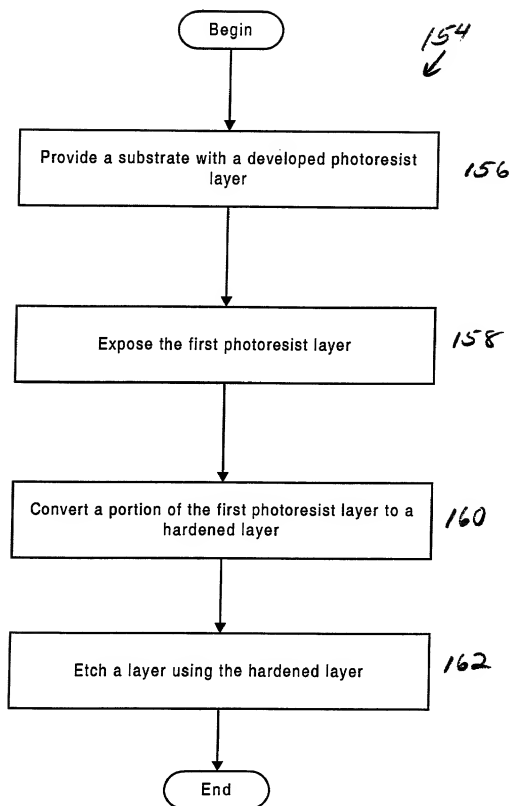 Begin
154
Provide a substrate with a developed photoresist
layer
156
Expose the first photoresist layer
158
Convert a portion of the first photoresist layer to a
hardened layer
160
Etch a layer using the hardened layer
162
End